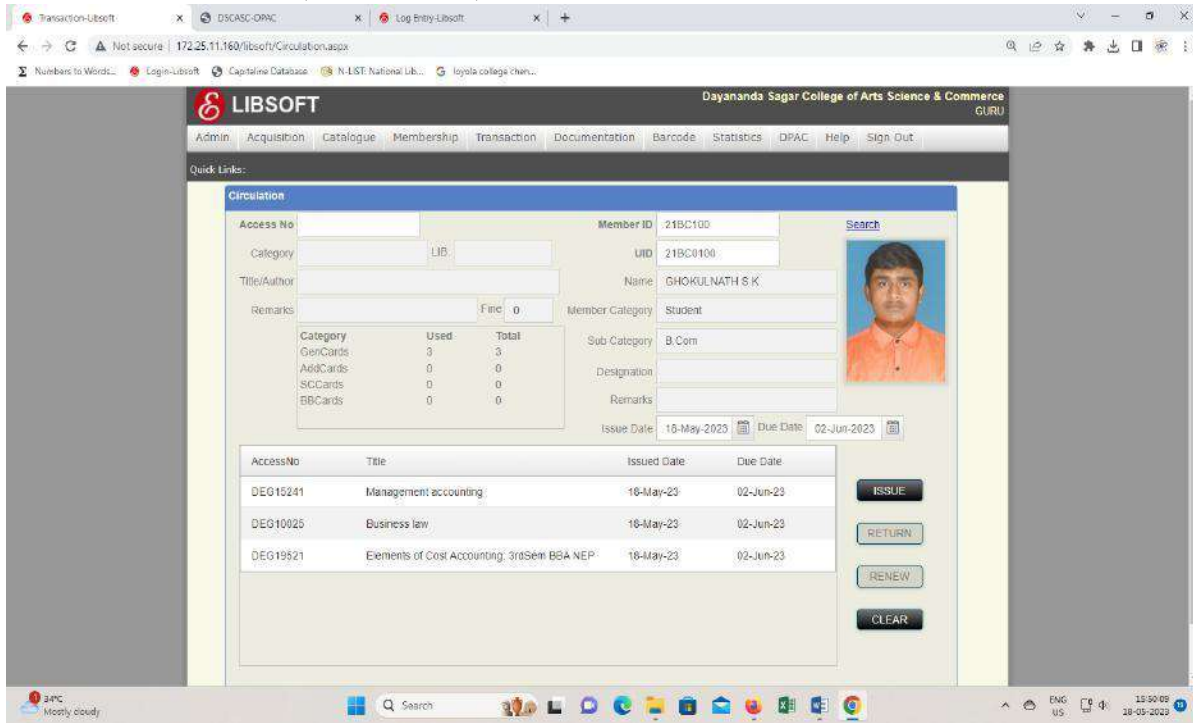 Transaction-Libsoft DSCASC-OPAC Log Entry-Libsoft
Not secure 172.25.11.160/libsoft/Circulation.aspx
Numbers to Words... Login-Libsoft Capitaline Database N-LIST: National Lib... loyola college chen...
LIBSOFT Dayananda Sagar College of Arts Science & Commerce
GURU
Admin Acquisition Catalogue Membership Transaction Documentation Barcode Statistics OPAC Help Sign Out
Quick Links:
Circulation
Access No Member ID 21BC100 Search
Category LIB. UID 21BC0100
Title/Author Name GHOKULNATH S K
Remarks Fine 0 Member Category Student
Category Used Total Sub Category B.Com
GenCards 3 3
AddCards 0 0 Designation
SCCards 0 0
BBCards 0 0 Remarks
Issue Date 18-May-2023 Due Date 02-Jun-2023
AccessNo Title Issued Date Due Date
DEG15241 Management accounting 18-May-23 02-Jun-23 ISSUE
DEG10025 Business law 18-May-23 02-Jun-23
RETURN
DEG19521 Elements of Cost Accounting; 3rdSem BBA NEP 18-May-23 02-Jun-23
RENEW
CLEAR
34°C
Mostly cloudy
Search
ENG
US
15:50:09
18-05-2023